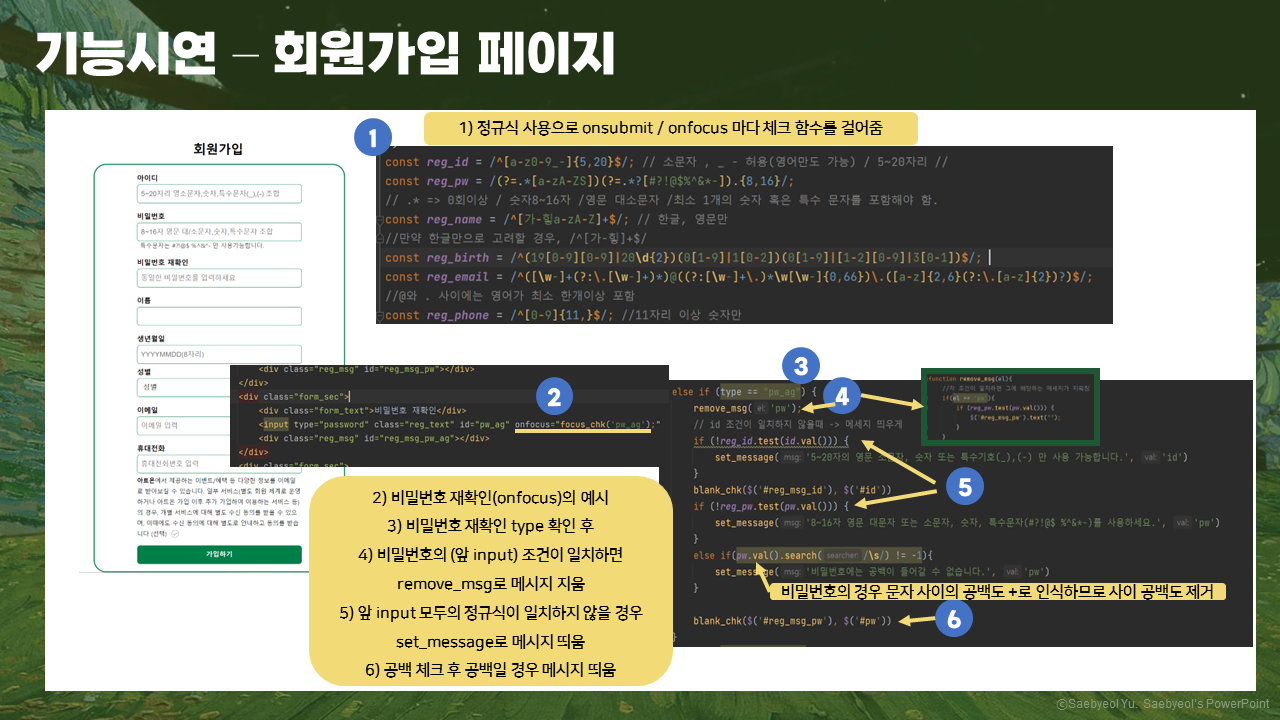 기능시연 – 회원가입 페이지
1
1) 정규식 사용으로 onsubmit / onfocus 마다 체크 함수를 걸어줌
회원가입
아이디
5~20자리 영소문자,숫자,특수문자(_),(-) 조합
비밀번호
8~16자 영문 대/소문자,숫자,특수문자 조합
특수문자는 #?!@$ %^&*- 만 사용가능합니다.
비밀번호 재확인
동일한 비밀번호를 입력하세요
이름
생년월일
YYYYMMDD(8자리)
성별
성별
이메일
이메일 입력
휴대전화
휴대전화번호 입력
아트론에서 제공하는 이벤트/혜택 등 다양한 정보를 이메일
로 받아보실 수 있습니다. 일부 서비스(별도 회원 체계로 운영
하거나 아트온 가입 이후 추가 가입하여 이용하는 서비스 등)
의 경우, 개별 서비스에 대해 별도 수신 동의를 받을 수 있으
며, 이때에도 수신 동의에 대해 별도로 안내하고 동의를 받습
니다.(선택)
가입하기
const reg_id = /^[a-z0-9_-]{5,20}$/; // 소문자 , _ - 허용(영어만도 가능) / 5~20자리 //
const reg_pw = /(?=.*[a-zA-ZS])(?=.*?[#?!@$%^&*-]).{8,16}/;
// .* => 0회이상 / 숫자8~16자 /영문 대소문자 /최소 1개의 숫자 혹은 특수 문자를 포함해야 함.
const reg_name = /^[가-힣a-zA-Z]+$/; // 한글, 영문만
//만약 한글만으로 고려할 경우, /^[가-힣]+$/
const reg_birth = /^(19[0-9][0-9]|20\d{2})(0[1-9]|1[0-2])(0[1-9]|[1-2][0-9]|3[0-1])$/;
const reg_email = /^([\w-]+(?:\.[\w-]+)*)@((?:[\w-]+\.)*\w[\w-]{0,66})\.([a-z]{2,6}(?:\.[a-z]{2})?)$/;
//@와 . 사이에는 영어가 최소 한개이상 포함
const reg_phone = /^[0-9]{11,}$/; //11자리 이상 숫자만
2
<div class="reg_msg" id="reg_msg_pw"></div>
</div>
<div class="form_sec">
<div class="form_text">비밀번호 재확인</div>
<input type="password" class="reg_text" id="pw_ag" onfocus="focus_chk('pw_ag');"
<div class="reg_msg" id="reg_msg_pw_ag"></div>
</div>
<div class="form_sec">
3
4
else if (type == "pw_ag") {
remove_msg( el: 'pw');
// id 조건이 일치하지 않을때 -> 메세지 띄우게
if (!reg_id.test(id.val())) {
set_message( msg: '5~20자의 영문 소문자, 숫자 또는 특수기호(_),(-) 만 사용 가능합니다.', val: 'id')
}
blank_chk($('#reg_msg_id'), $('#id'))
if (!reg_pw.test(pw.val())) {
set_message( msg: '8~16자 영문 대문자 또는 소문자, 숫자, 특수문자(#?!@$ %^&*-)를 사용하세요.', val: 'pw')
}
else if(pw.val().search( searcher: /\s/) != -1){
set_message( msg: '비밀번호에는 공백이 들어갈 수 없습니다.', val: 'pw')
}
blank_chk($('#reg_msg_pw'), $('#pw'))
}
function remove_msg(el){
//각 조건이 일치하면 그에 해당하는 메세지가 지워짐
if(el == 'pw'){
if (reg_pw.test(pw.val())) {
$('#reg_msg_pw').text("");
}
}
5
비밀번호의 경우 문자 사이의 공백도 +로 인식하므로 사이 공백도 제거
6
2) 비밀번호 재확인(onfocus)의 예시
3) 비밀번호 재확인 type 확인 후
4) 비밀번호의 (앞 input) 조건이 일치하면
remove_msg로 메시지 지움
5) 앞 input 모두의 정규식이 일치하지 않을 경우
set_message로 메시지 띄움
6) 공백 체크 후 공백일 경우 메시지 띄움
ⓒSaebyeol Yu. Saebyeol's PowerPoint